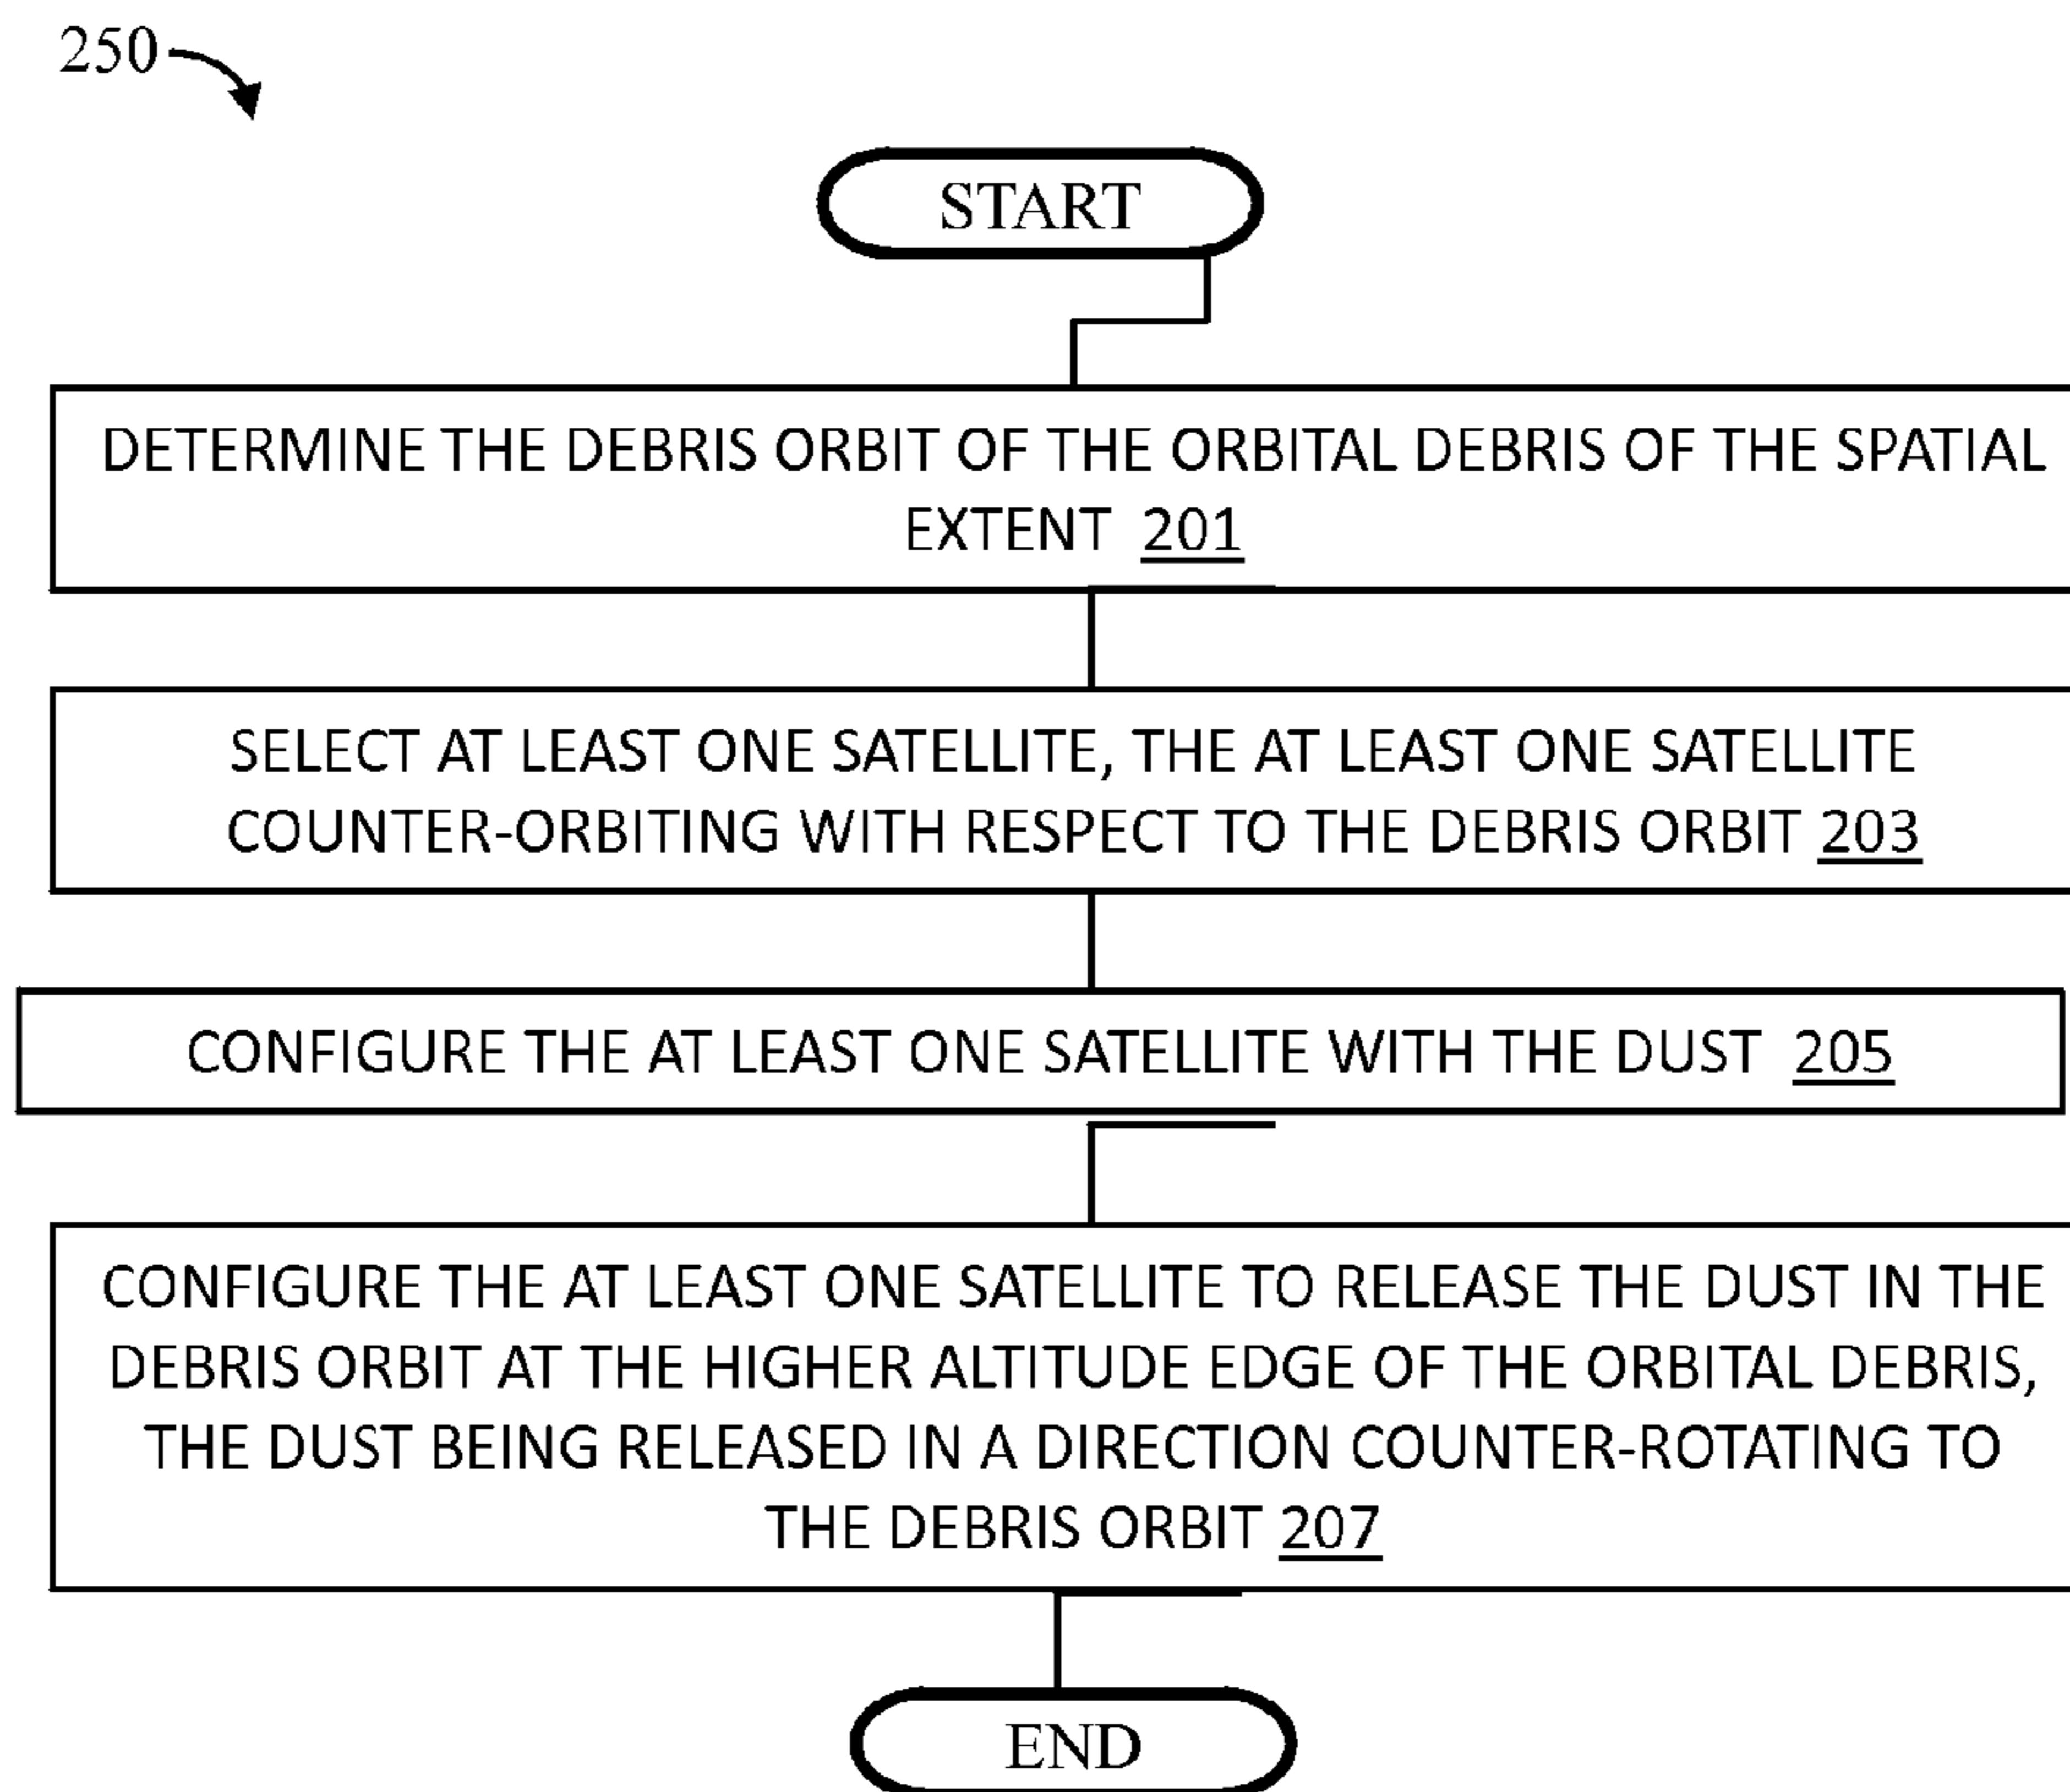 250
START
DETERMINE THE DEBRIS ORBIT OF THE ORBITAL DEBRIS OF THE SPATIAL
EXTENT 201
SELECT AT LEAST ONE SATELLITE, THE AT LEAST ONE SATELLITE
COUNTER-ORBITING WITH RESPECT TO THE DEBRIS ORBIT 203
CONFIGURE THE AT LEAST ONE SATELLITE WITH THE DUST 205
CONFIGURE THE AT LEAST ONE SATELLITE TO RELEASE THE DUST IN THE
DEBRIS ORBIT AT THE HIGHER ALTITUDE EDGE OF THE ORBITAL DEBRIS,
THE DUST BEING RELEASED IN A DIRECTION COUNTER-ROTATING TO
THE DEBRIS ORBIT 207
END